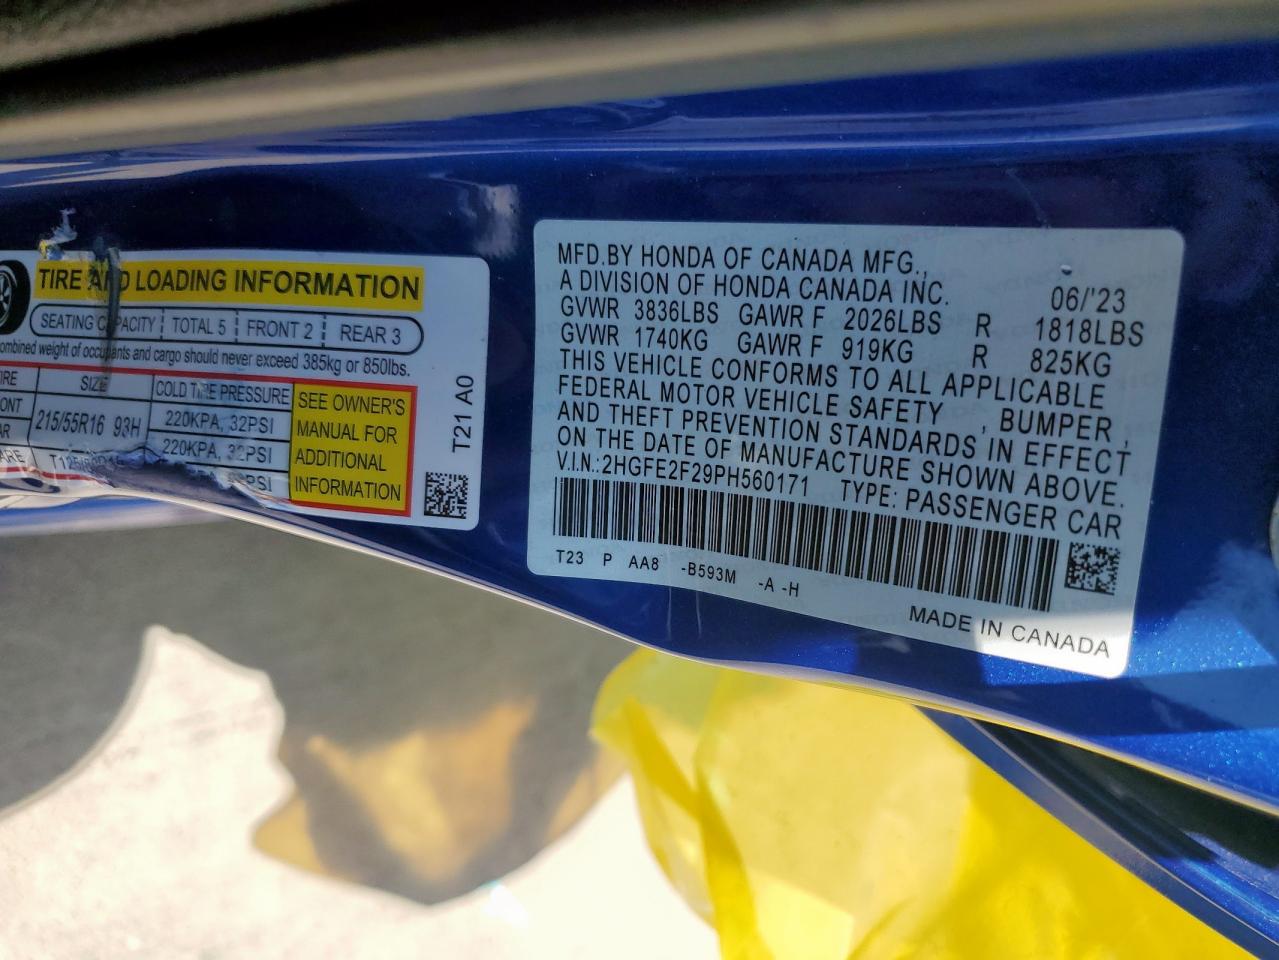 TIRE AND LOADING INFORMATION
SEATING CAPACITY TOTAL 5 FRONT 2 REAR 3
combined weight of occupants and cargo should never exceed 385kg or 850lbs.
SIZE COLD TIRE PRESSURE
215/55R16 93H 220KPA, 32PSI
220KPA, 32PSI
PSI
SEE OWNER'S
MANUAL FOR
ADDITIONAL
INFORMATION
T21 A0
MFD.BY HONDA OF CANADA MFG.,
A DIVISION OF HONDA CANADA INC. 06/'23
GVWR 3836LBS GAWR F 2026LBS R 1818LBS
GVWR 1740KG GAWR F 919KG R 825KG
THIS VEHICLE CONFORMS TO ALL APPLICABLE
FEDERAL MOTOR VEHICLE SAFETY , BUMPER ,
AND THEFT PREVENTION STANDARDS IN EFFECT
ON THE DATE OF MANUFACTURE SHOWN ABOVE.
V.I.N.:2HGFE2F29PH560171 TYPE: PASSENGER CAR
T23 P AA8 -B593M -A -H
MADE IN CANADA